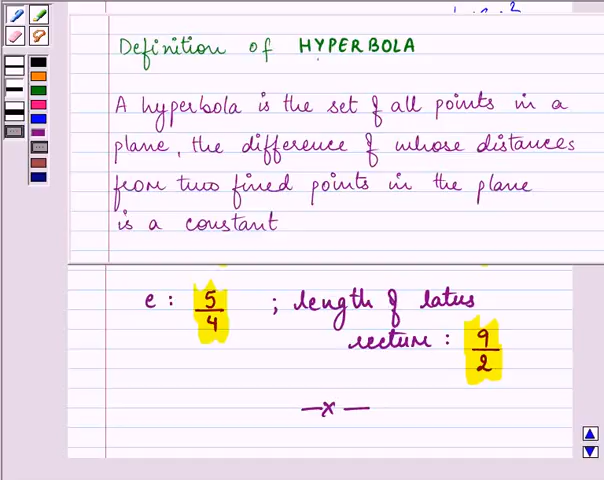 Definition of HYPERBOLA
A hyperbola is the set of all points in a
plane, the difference of whose distances
from two fixed points in the plane
is a constant
e : 5/4 ; length of latus
rectum : 9/2
—x—